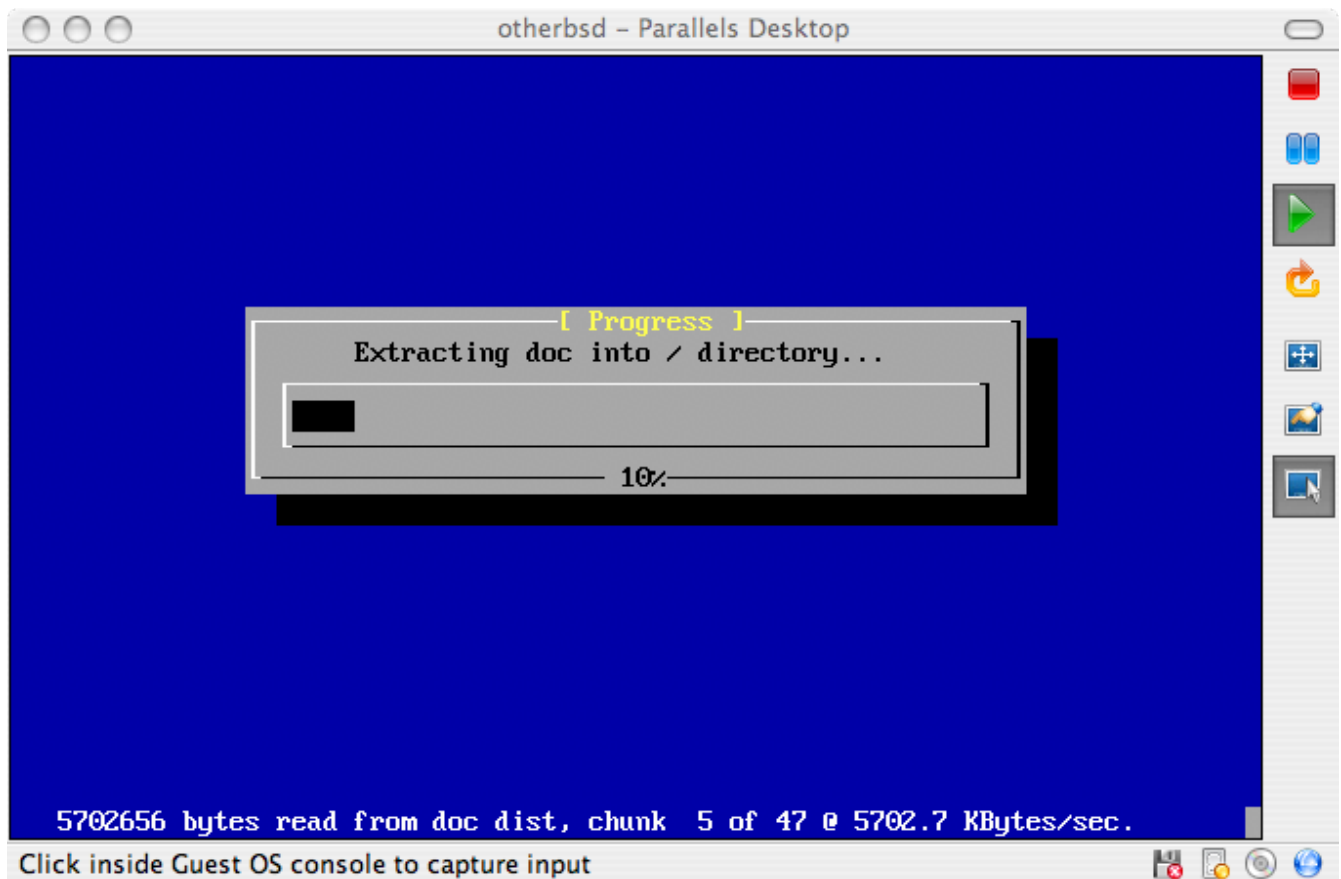 otherbsd – Parallels Desktop
[ Progress ]
Extracting doc into / directory...
10%
5702656 bytes read from doc dist, chunk  5 of 47 @ 5702.7 KBytes/sec.
Click inside Guest OS console to capture input